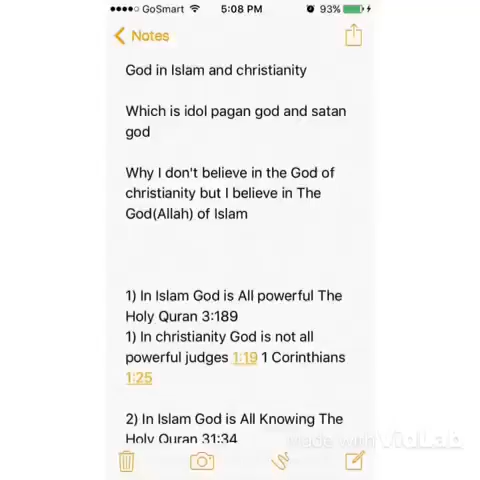 GoSmart 5:08 PM 93%
Notes
God in Islam and christianity
Which is idol pagan god and satan
god
Why I don't believe in the God of
christianity but I believe in The
God(Allah) of Islam
1) In Islam God is All powerful The
Holy Quran 3:189
1) In christianity God is not all
powerful judges 1:19 1 Corinthians
1:25
2) In Islam God is All Knowing The
Holy Quran 31:34
made with VidLab